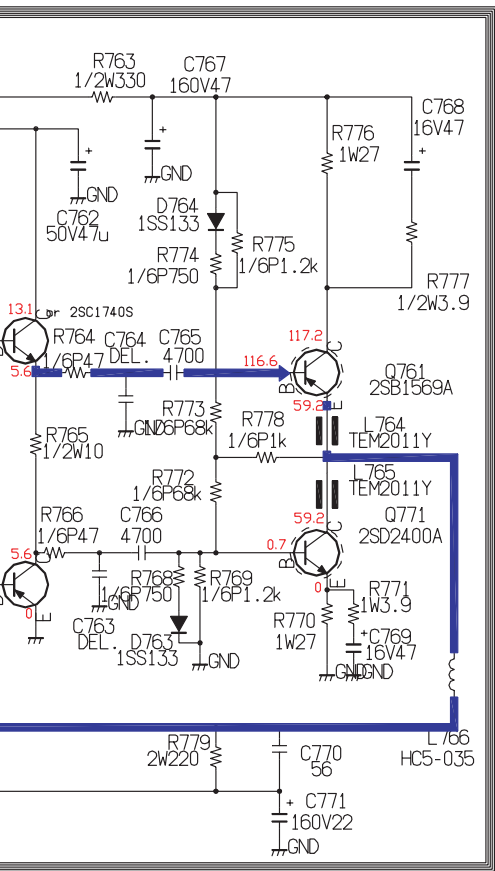 R763
1/2W330
C767
160V47
C768
16V47
R776
1W27
GND
GND
C762
50V47u
D764
1SS133
R774
1/6P750
R775
1/6P1.2k
R777
1/2W3.9
13.1
C
or 2SC1740S
R764
1/6P47
5.6
C764
DEL.
C765
4700
117.2
C
116.6
B
59.2
E
Q761
2SB1569A
GND
R773
1/6P68k
R778
1/6P1k
L764
TEM2011Y
R765
1/2W10
R772
1/6P68k
L765
TEM2011Y
R766
1/6P47
C766
4700
59.2
C
Q771
2SD2400A
5.6
C
0.7
B
0
E
R768
1/6P750
R769
1/6P1.2k
GND
C763
DEL.
D763
1SS133
GND
R770
1W27
R771
1W3.9
C769
16V47
GND
GND
0
E
L766
HC5-035
R779
2W220
C770
56
C771
160V22
GND